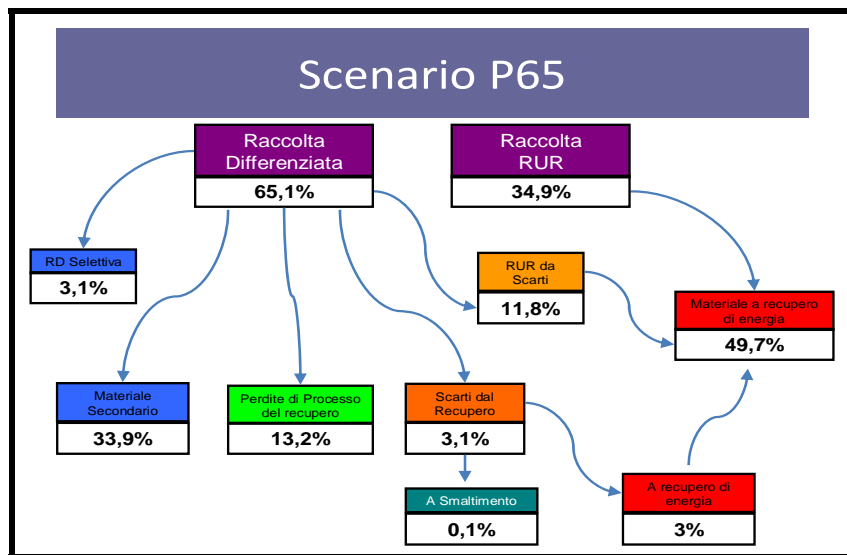 Scenario P65
Raccolta
Differenziata
65,1%
Raccolta
RUR
34,9%
RD Selettiva
3,1%
RUR da
Scarti
11,8%
Materiale a recupero
di energia
49,7%
Materiale
Secondario
33,9%
Perdite di Processo
del recupero
13,2%
Scarti dal
Recupero
3,1%
A Smaltimento
0,1%
A recupero di
energia
3%